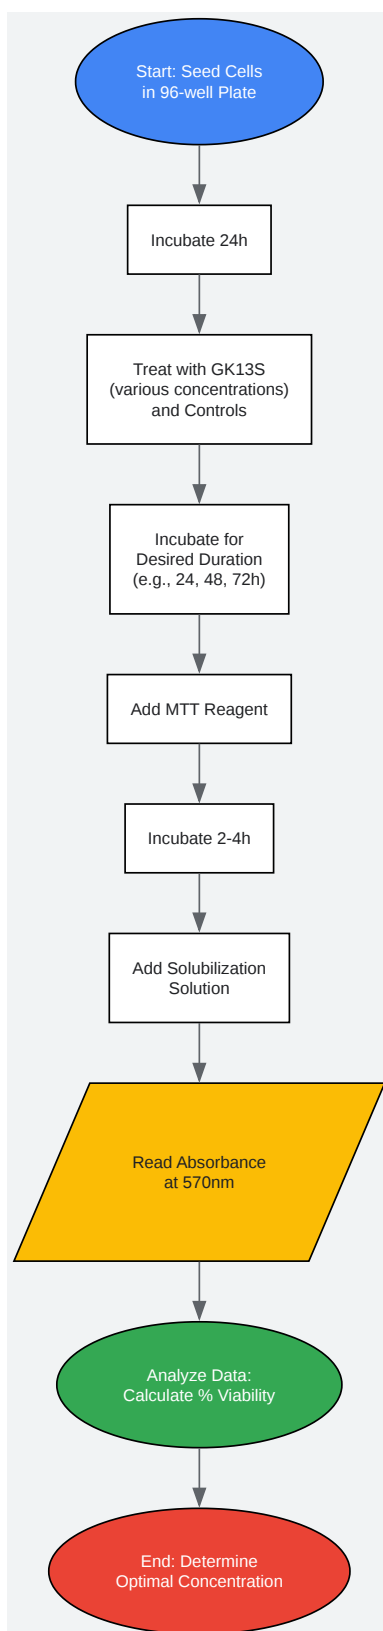 Start: Seed Cells
in 96-well Plate
Incubate 24h
Treat with GK13S
(various concentrations)
and Controls
Incubate for
Desired Duration
(e.g., 24, 48, 72h)
Add MTT Reagent
Incubate 2-4h
Add Solubilization
Solution
Read Absorbance
at 570nm
Analyze Data:
Calculate % Viability
End: Determine
Optimal Concentration